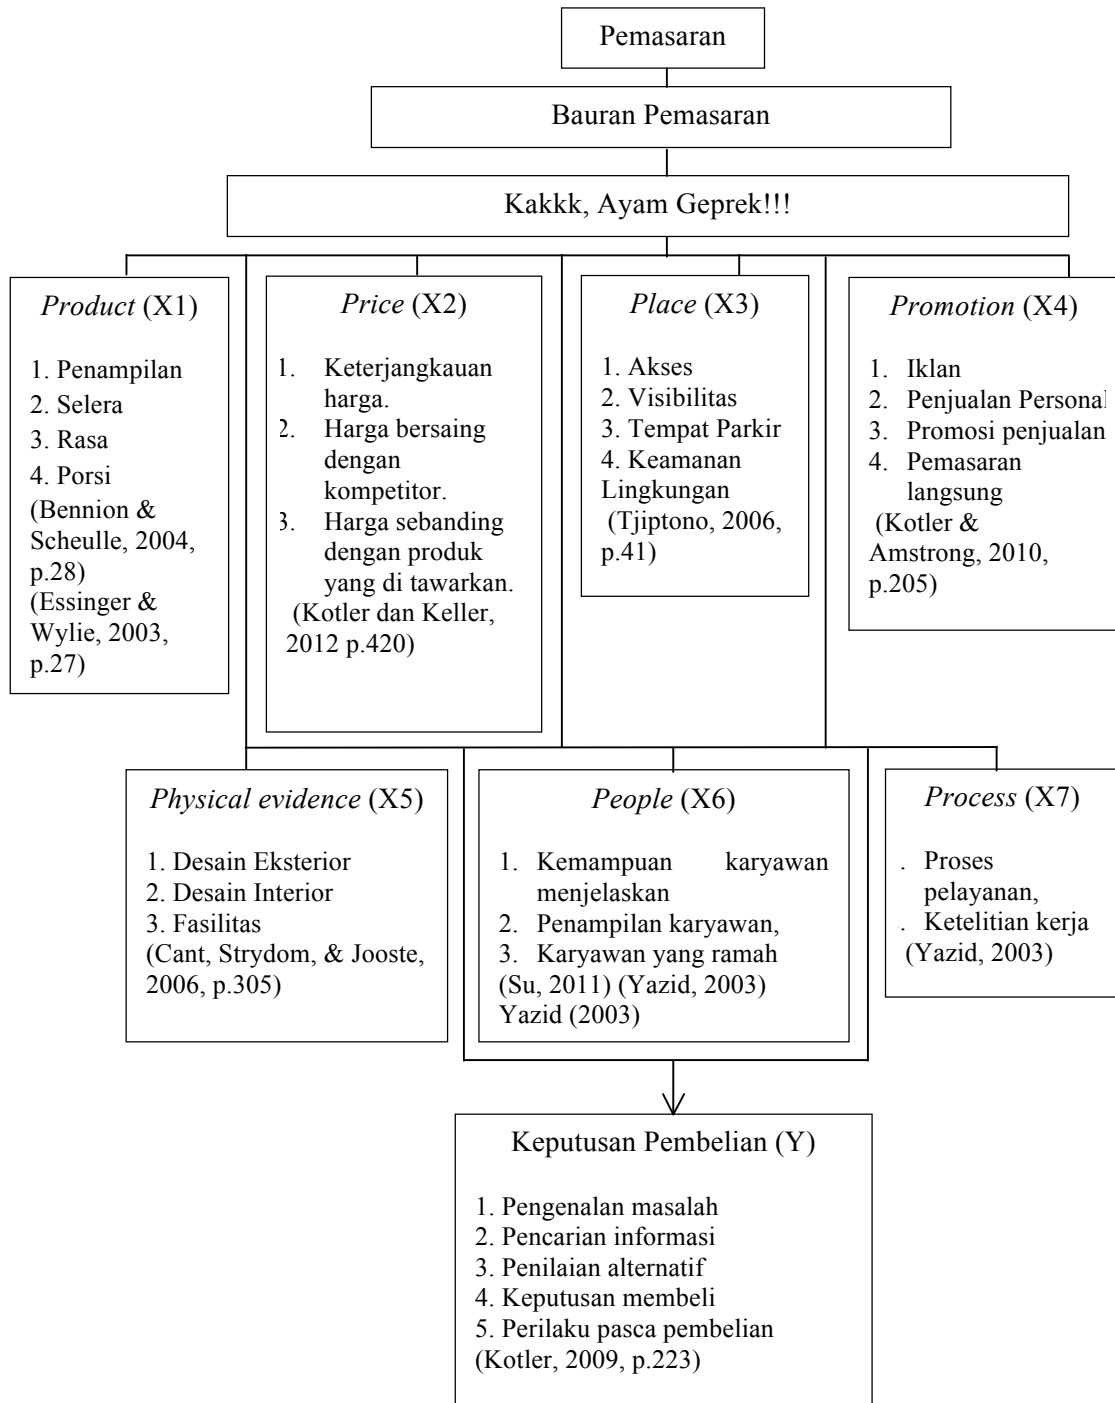 Pemasaran
Bauran Pemasaran
Kakkk, Ayam Geprek!!!
Product (X1)
1. Penampilan
2. Selera
3. Rasa
4. Porsi
(Bennion &
Scheulle, 2004,
p.28)
(Essinger &
Wylie, 2003,
p.27)
Price (X2)
1. Keterjangkauan
harga.
2. Harga bersaing
dengan
kompetitor.
3. Harga sebanding
dengan produk
yang di tawarkan.
(Kotler dan Keller,
2012 p.420)
Place (X3)
1. Akses
2. Visibilitas
3. Tempat Parkir
4. Keamanan
Lingkungan
(Tjiptono, 2006,
p.41)
Promotion (X4)
1. Iklan
2. Penjualan Personal
3. Promosi penjualan
4. Pemasaran
langsung
(Kotler &
Amstrong, 2010,
p.205)
Physical evidence (X5)
1. Desain Eksterior
2. Desain Interior
3. Fasilitas
(Cant, Strydom, & Jooste,
2006, p.305)
People (X6)
1. Kemampuan karyawan
menjelaskan
2. Penampilan karyawan,
3. Karyawan yang ramah
(Su, 2011) (Yazid, 2003)
Yazid (2003)
Process (X7)
. Proses
pelayanan,
. Ketelitian kerja
(Yazid, 2003)
Keputusan Pembelian (Y)
1. Pengenalan masalah
2. Pencarian informasi
3. Penilaian alternatif
4. Keputusan membeli
5. Perilaku pasca pembelian
(Kotler, 2009, p.223)